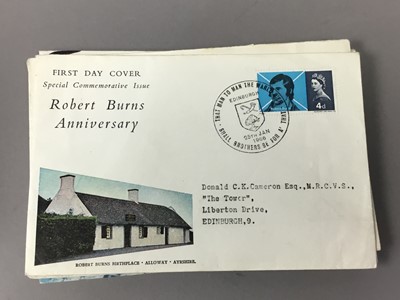 FIRST DAY COVER
Special Commemorative Issue
Robert Burns
Anniversary
THAT MAN TO MAN THE WARLD O'ER
SHALL BROTHERS BE FOR A' THAT
EDINBURGH
25TH JAN
1966
4d
Donald C.K.Cameron Esq.,M.R.C.V.S.,
"The Tower",
Liberton Drive,
EDINBURGH,9.
ROBERT BURNS BIRTHPLACE - ALLOWAY - AYRSHIRE.